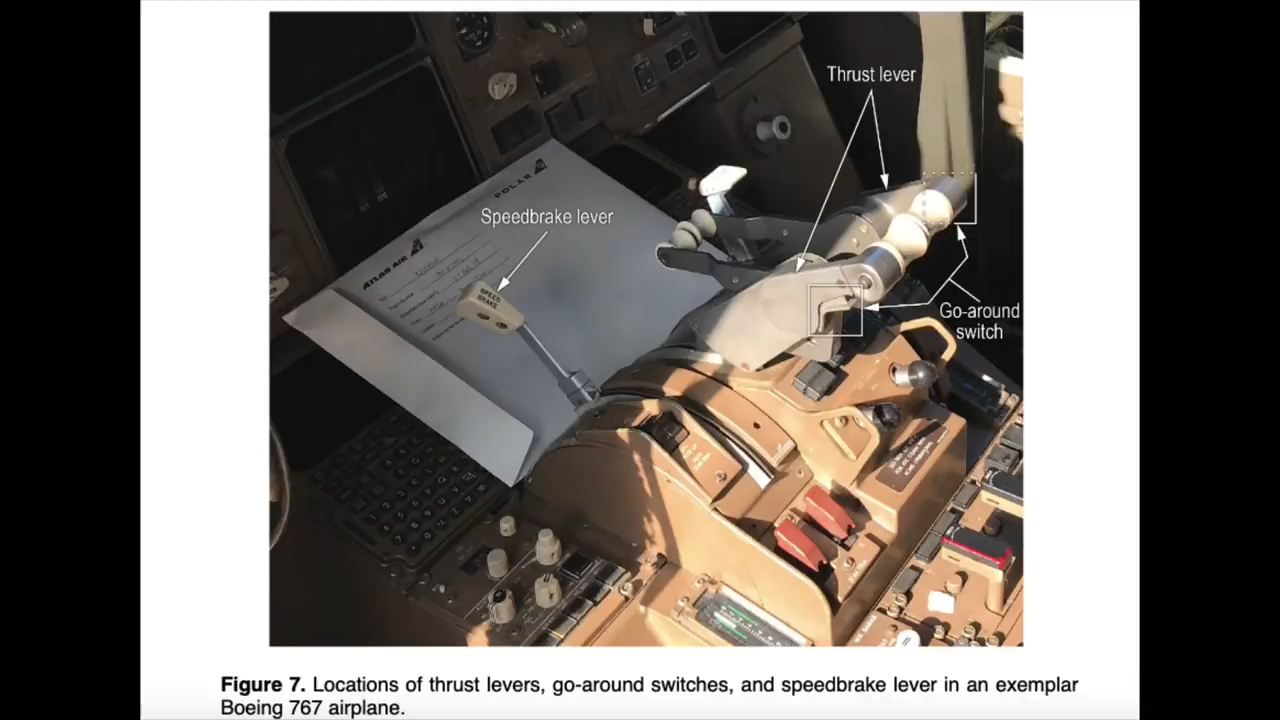 Thrust lever
POLAR
Speedbrake lever
ATLAS AIR
SPEED
BRAKE
Go-around
switch
Figure 7. Locations of thrust levers, go-around switches, and speedbrake lever in an exemplar
Boeing 767 airplane.